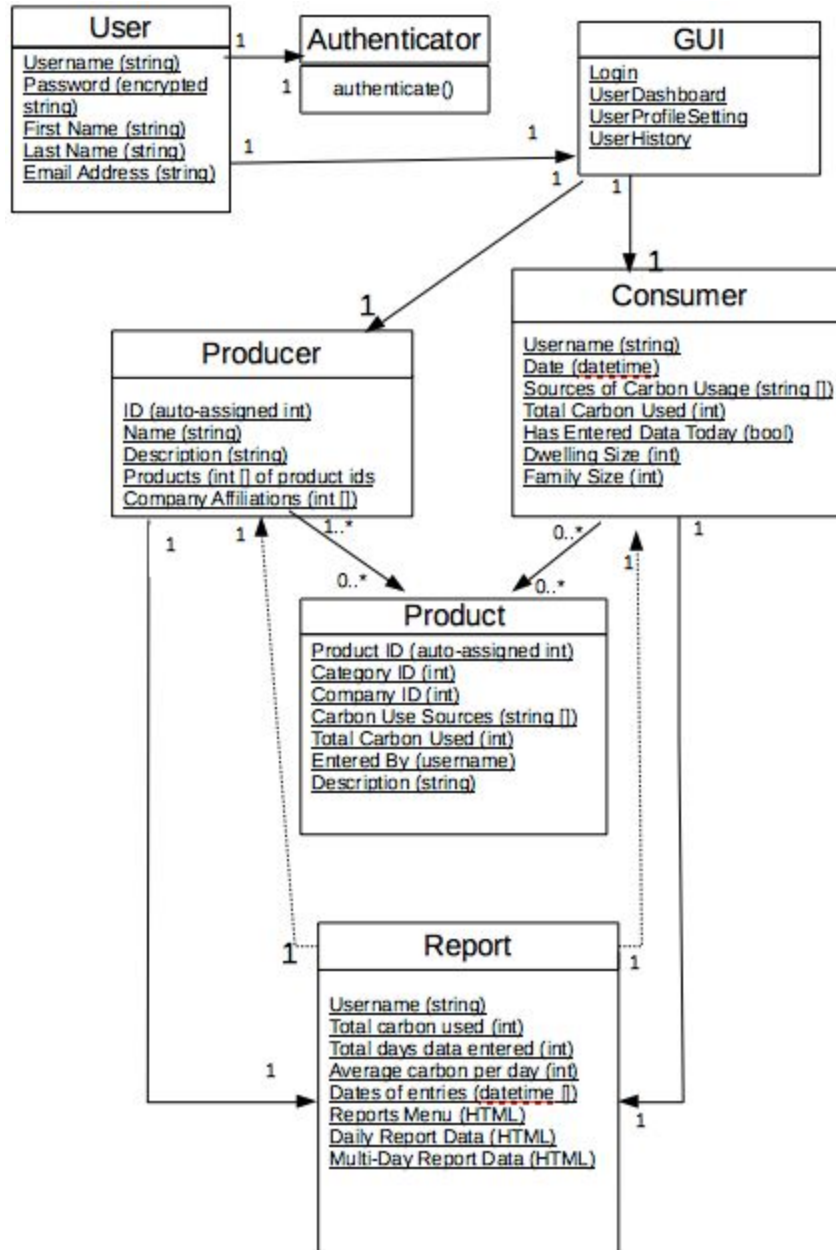 User
Username (string)
Password (encrypted
string)
First Name (string)
Last Name (string)
Email Address (string)
1
1
Authenticator
authenticate()
GUI
Login
UserDashboard
UserProfileSetting
UserHistory
1
1
1
1
1
1
Producer
ID (auto-assigned int)
Name (string)
Description (string)
Products (int [] of product ids
Company Affiliations (int [])
Consumer
Username (string)
Date (datetime)
Sources of Carbon Usage (string [])
Total Carbon Used (int)
Has Entered Data Today (bool)
Dwelling Size (int)
Family Size (int)
1
1
1..*
0..*
0..*
0..*
1
1
Product
Product ID (auto-assigned int)
Category ID (int)
Company ID (int)
Carbon Use Sources (string [])
Total Carbon Used (int)
Entered By (username)
Description (string)
1
1
Report
Username (string)
Total carbon used (int)
Total days data entered (int)
Average carbon per day (int)
Dates of entries (datetime [])
Reports Menu (HTML)
Daily Report Data (HTML)
Multi-Day Report Data (HTML)
1
1